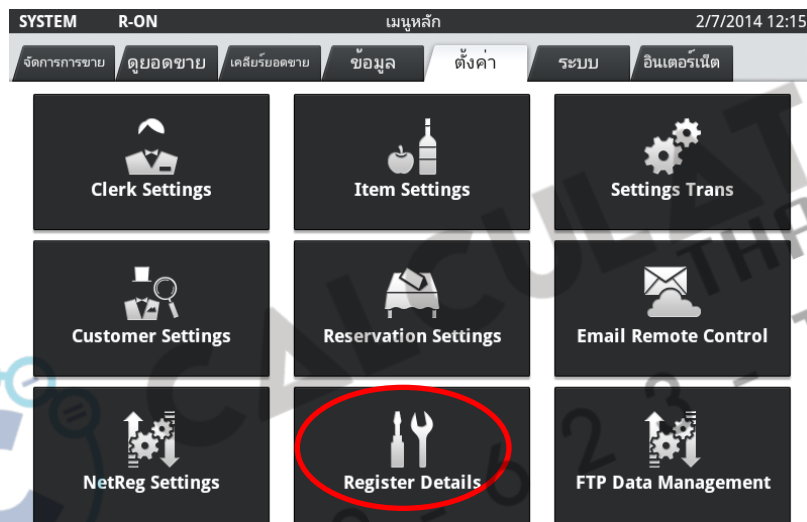 SYSTEM R-ON เมนูหลัก 2/7/2014 12:15
จัดการการขาย ดูยอดขาย เคลียร์ยอดขาย ข้อมูล ตั้งค่า ระบบ อินเตอร์เน็ต
Clerk Settings Item Settings Settings Trans
Customer Settings Reservation Settings Email Remote Control
NetReg Settings Register Details FTP Data Management